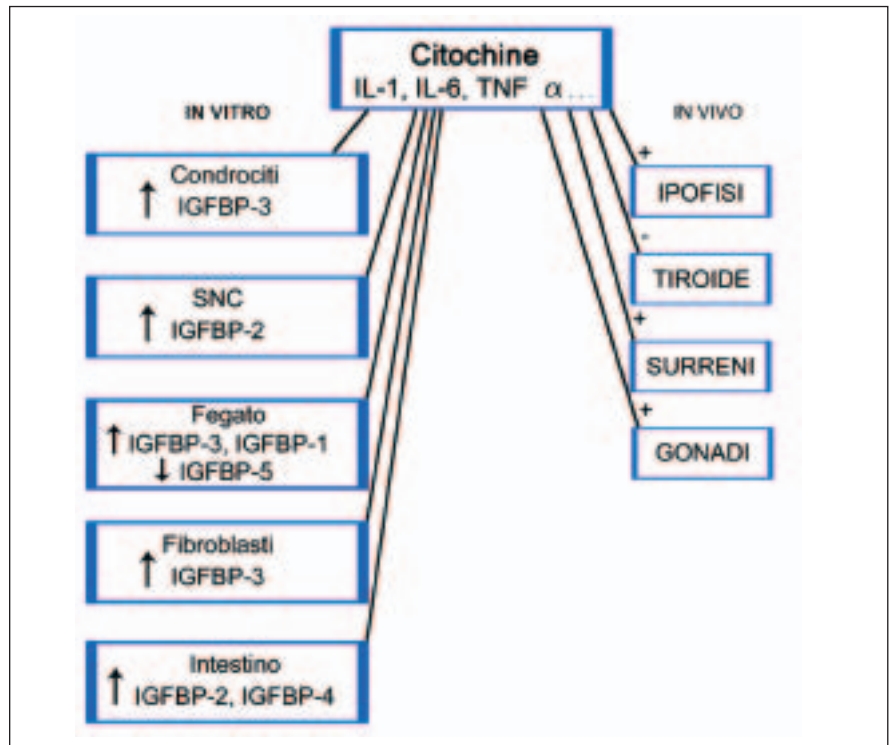 Citochine
IL-1, IL-6, TNF α ...
IN VITRO
Condrociti
↑ IGFBP-3
SNC
↑ IGFBP-2
Fegato
↑ IGFBP-3, IGFBP-1
↓ IGFBP-5
Fibroblasti
↑ IGFBP-3
Intestino
↑ IGFBP-2, IGFBP-4
IN VIVO
+
IPOFISI
-
TIROIDE
+
SURRENI
+
GONADI